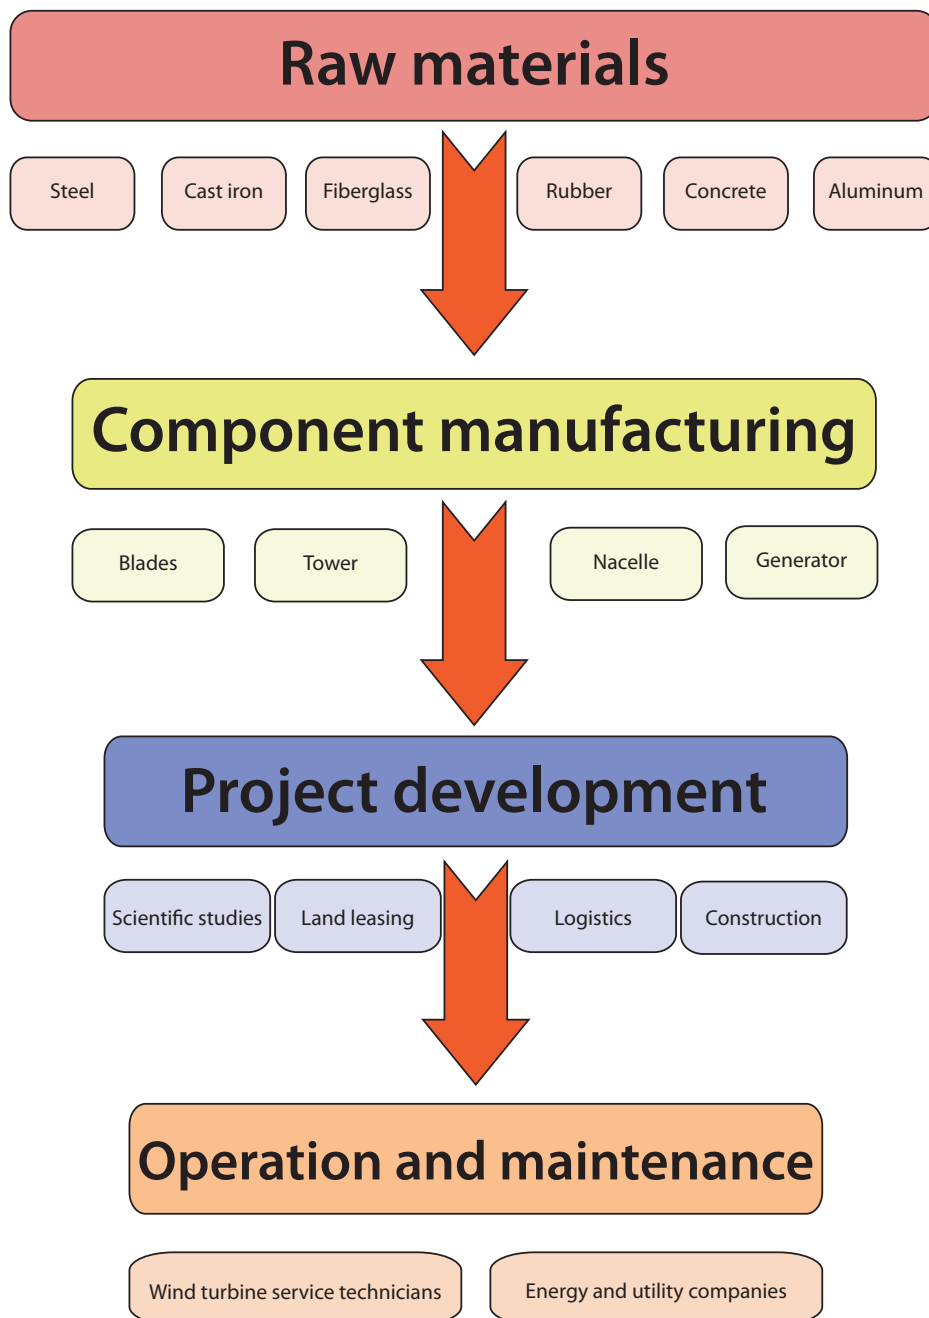 Raw materials
Steel
Cast iron
Fiberglass
Rubber
Concrete
Aluminum
Component manufacturing
Blades
Tower
Nacelle
Generator
Project development
Scientific studies
Land leasing
Logistics
Construction
Operation and maintenance
Wind turbine service technicians
Energy and utility companies